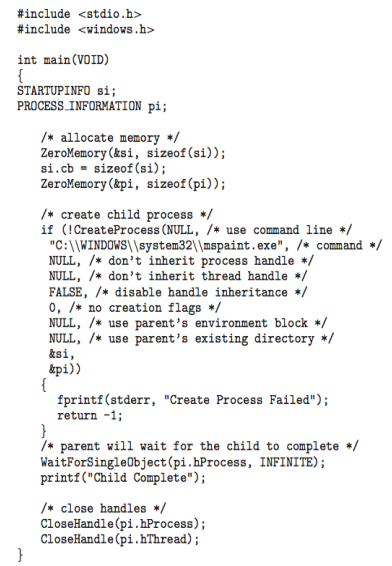 #include <stdio.h>
#include <windows.h>
int main(VOID)
{
STARTUPINFO si;
PROCESS_INFORMATION pi;
/* allocate memory */
ZeroMemory(&si, sizeof(si));
si.cb = sizeof(si);
ZeroMemory(&pi, sizeof(pi));
/* create child process */
if (!CreateProcess(NULL, /* use command line */
"C:\\WINDOWS\\system32\\mspaint.exe", /* command */
NULL, /* don't inherit process handle */
NULL, /* don't inherit thread handle */
FALSE, /* disable handle inheritance */
0, /* no creation flags */
NULL, /* use parent's environment block */
NULL, /* use parent's existing directory */
&si,
&pi))
{
fprintf(stderr, "Create Process Failed");
return -1;
}
/* parent will wait for the child to complete */
WaitForSingleObject(pi.hProcess, INFINITE);
printf("Child Complete");
/* close handles */
CloseHandle(pi.hProcess);
CloseHandle(pi.hThread);
}